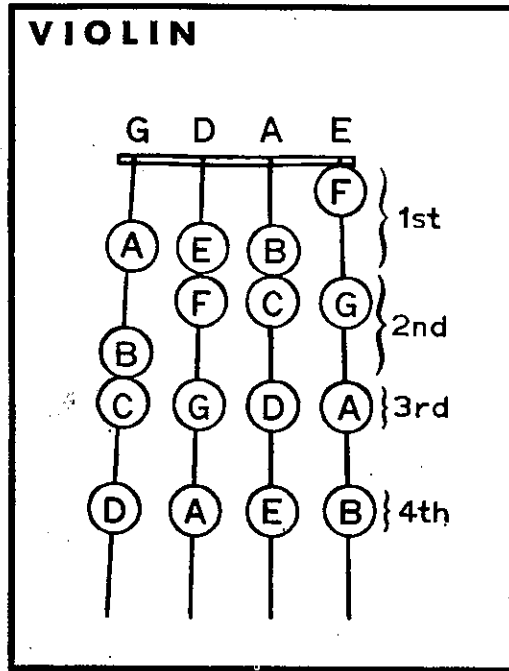 VIOLIN
G D A E
F
1st
A E B
F C G
2nd
B
C G D A 3rd
D A E B 4th